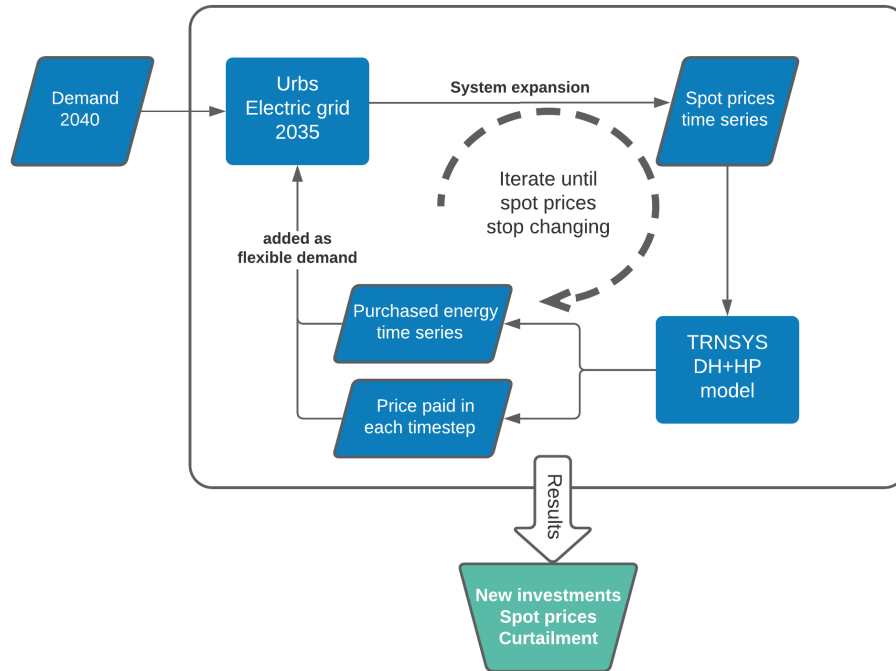 Demand
2040
Urbs
Electric grid
2035
System expansion
Spot prices
time series
Iterate until
spot prices
stop changing
added as
flexible demand
Purchased energy
time series
Price paid in
each timestep
TRNSYS
DH+HP
model
Results
New investments
Spot prices
Curtailment